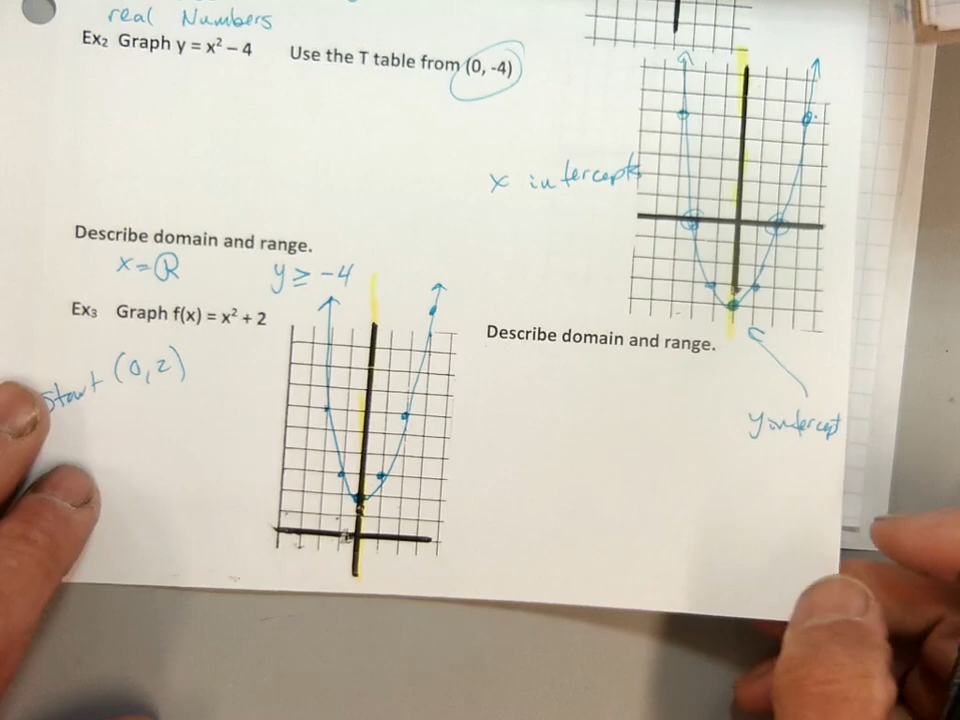 real Numbers
Ex2 Graph y = x² – 4 Use the T table from (0, -4)
x intercepts
Describe domain and range.
x = ℝ y ≥ -4
Ex3 Graph f(x) = x² + 2
Describe domain and range.
Start (0,2)
y intercept